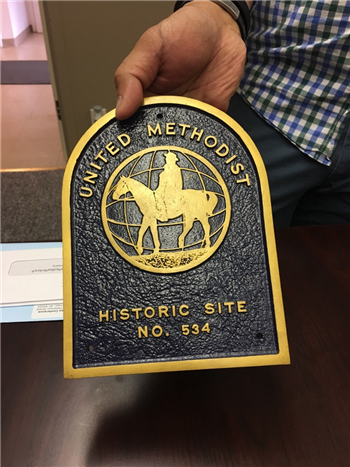 UNITED METHODIST
HISTORIC SITE
NO. 534